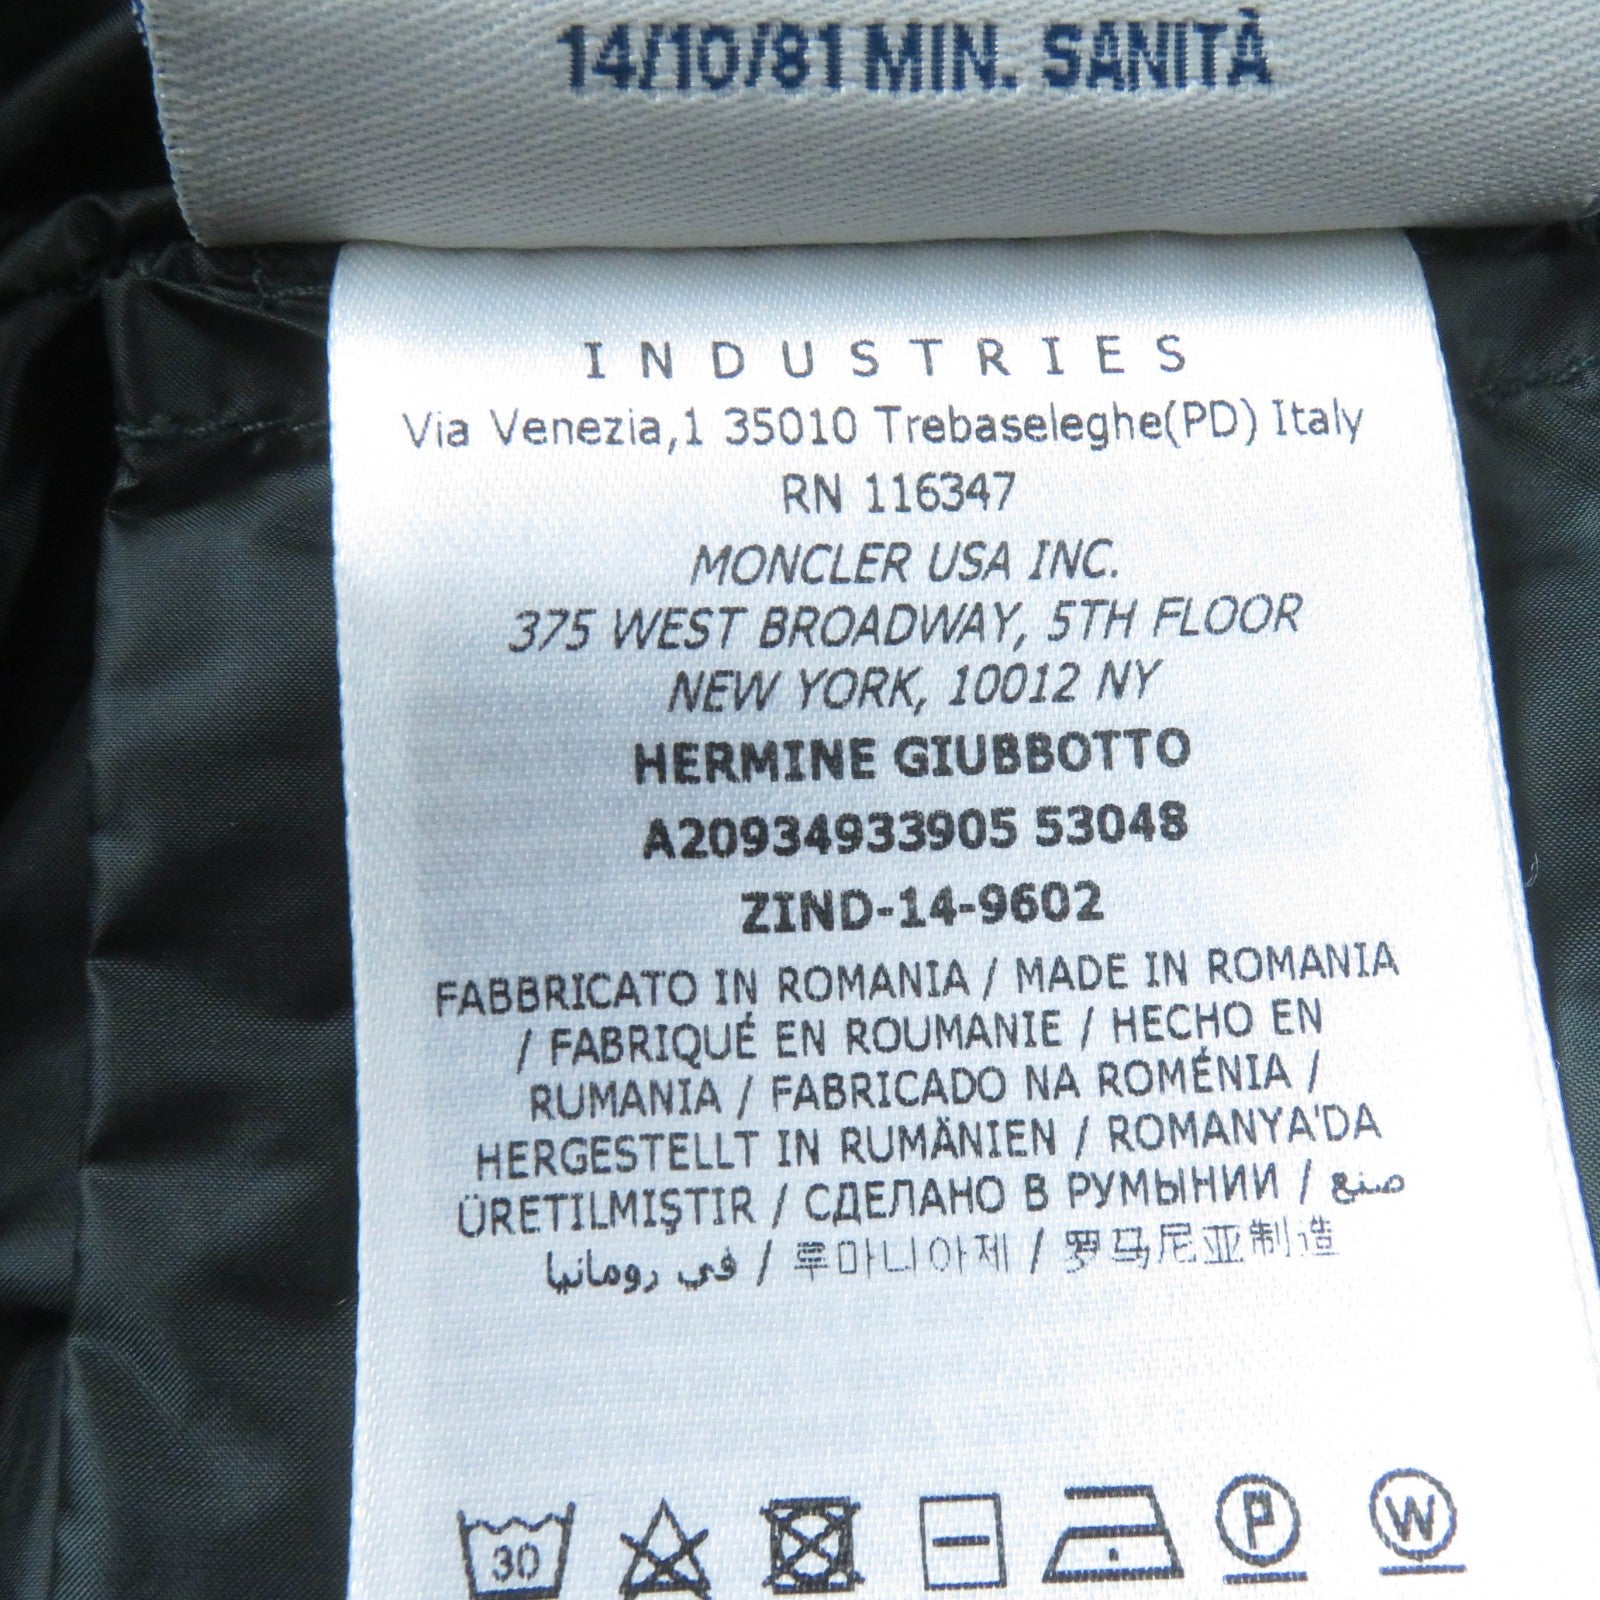 14/10/81 MIN. SANITÀ
INDUSTRIES
Via Venezia,1 35010 Trebaseleghe(PD) Italy
RN 116347
MONCLER USA INC.
375 WEST BROADWAY, 5TH FLOOR
NEW YORK, 10012 NY
HERMINE GIUBBOTTO
A20934933905 53048
ZIND-14-9602
FABBRICATO IN ROMANIA / MADE IN ROMANIA
/ FABRIQUÉ EN ROUMANIE / HECHO EN
RUMANIA / FABRICADO NA ROMÉNIA /
HERGESTELLT IN RUMÄNIEN / ROMANYA'DA
ÜRETILMIŞTIR / СДЕЛАНО В РУМЫНИИ / صنع
في رومانيا / 루마니아제 / 罗马尼亚制造
30 P W